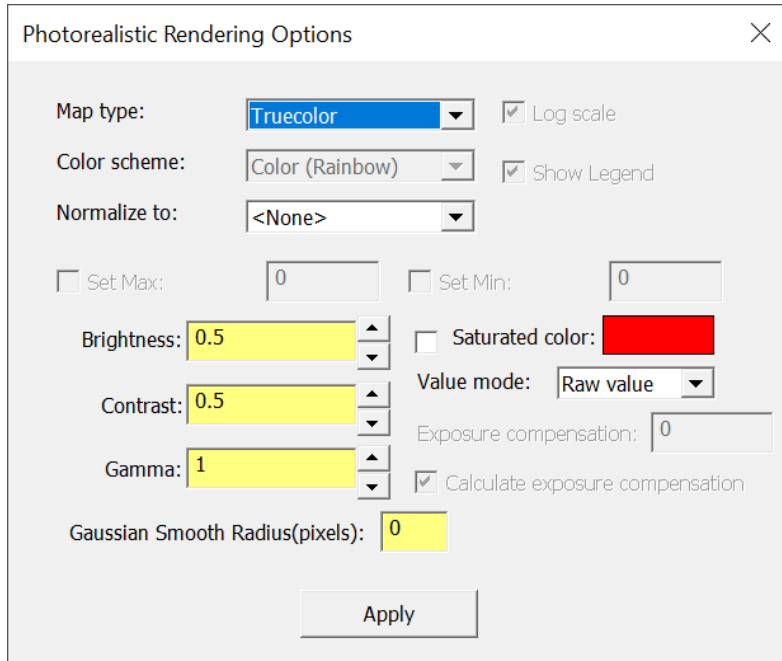 Photorealistic Rendering Options
Map type: Truecolor Log scale
Color scheme: Color (Rainbow) Show Legend
Normalize to: <None>
Set Max: 0 Set Min: 0
Brightness: 0.5 Saturated color:
Value mode: Raw value
Contrast: 0.5
Exposure compensation: 0
Gamma: 1
Calculate exposure compensation
Gaussian Smooth Radius(pixels): 0
Apply